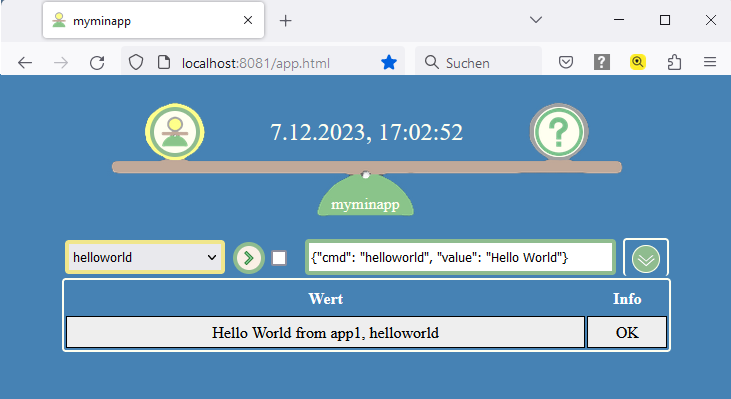 myminapp
localhost:8081/app.html
Suchen
?
7.12.2023, 17:02:52
?
myminapp
helloworld
{"cmd": "helloworld", "value": "Hello World"}
Wert Info
Hello World from app1, helloworld OK